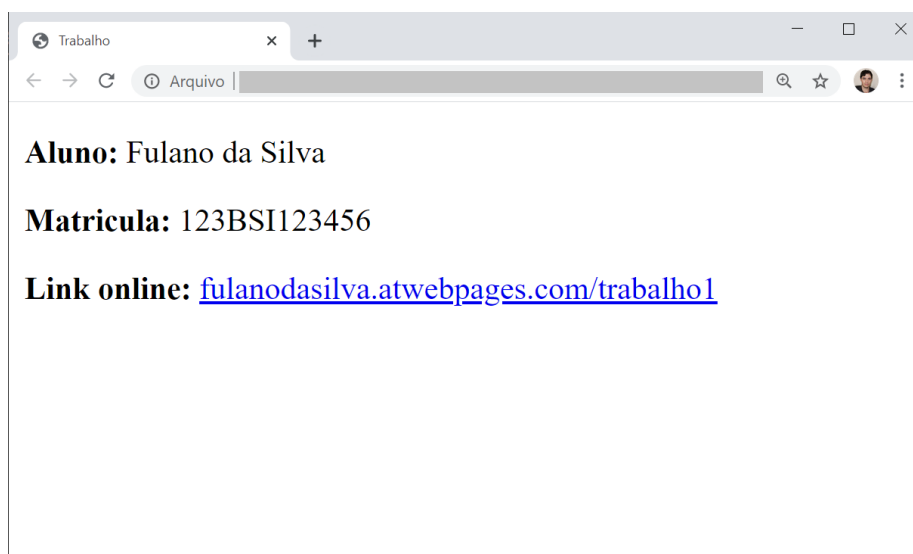 Trabalho
Arquivo
Aluno: Fulano da Silva
Matricula: 123BSI123456
Link online: fulanodasilva.atwebpages.com/trabalho1